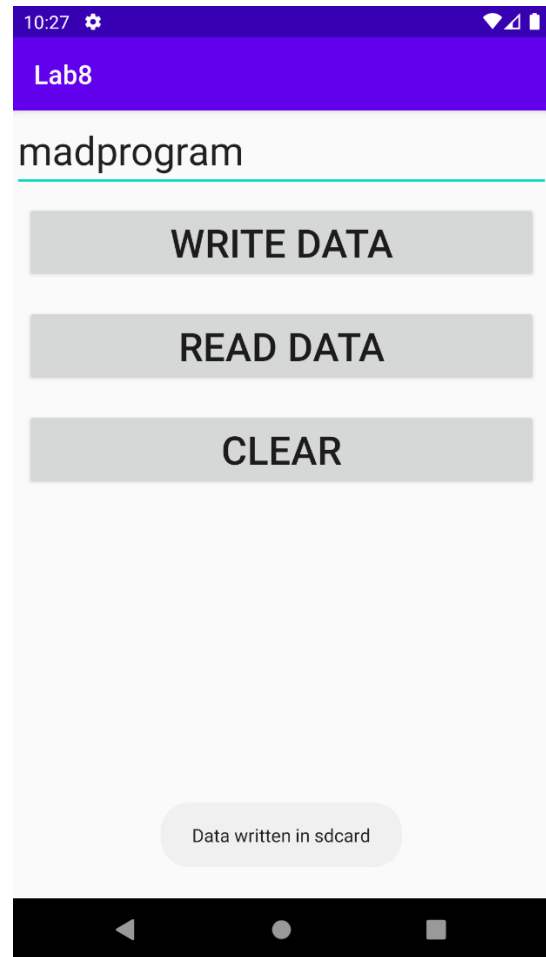 10:27
Lab8
madprogram
WRITE DATA
READ DATA
CLEAR
Data written in sdcard